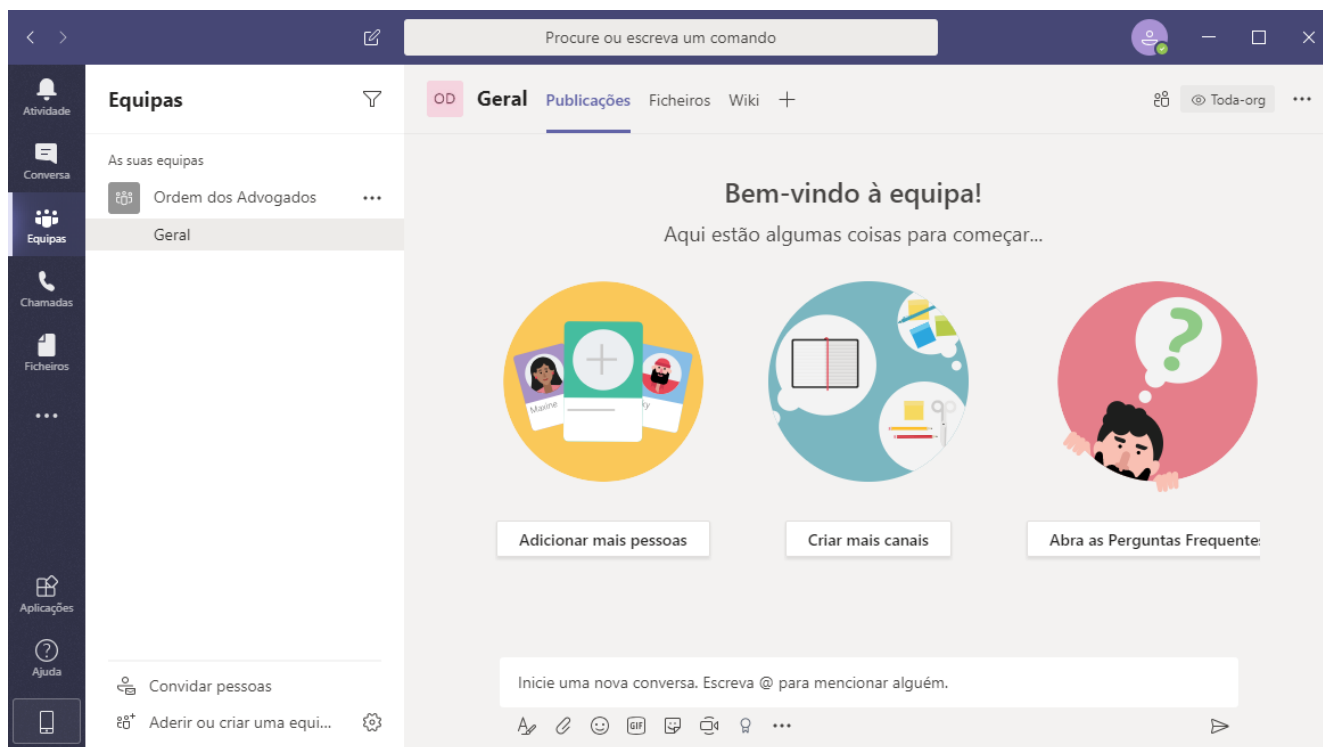 Procure ou escreva um comando
Atividade
Conversa
Equipas
Chamadas
Ficheiros
Aplicações
Ajuda
Equipas
As suas equipas
Ordem dos Advogados
Geral
Convidar pessoas
Aderir ou criar uma equi...
OD Geral Publicações Ficheiros Wiki
Toda-org
Bem-vindo à equipa!
Aqui estão algumas coisas para começar...
Maxine
ky
Adicionar mais pessoas
Criar mais canais
Abra as Perguntas Frequente
Inicie uma nova conversa. Escreva @ para mencionar alguém.
GIF